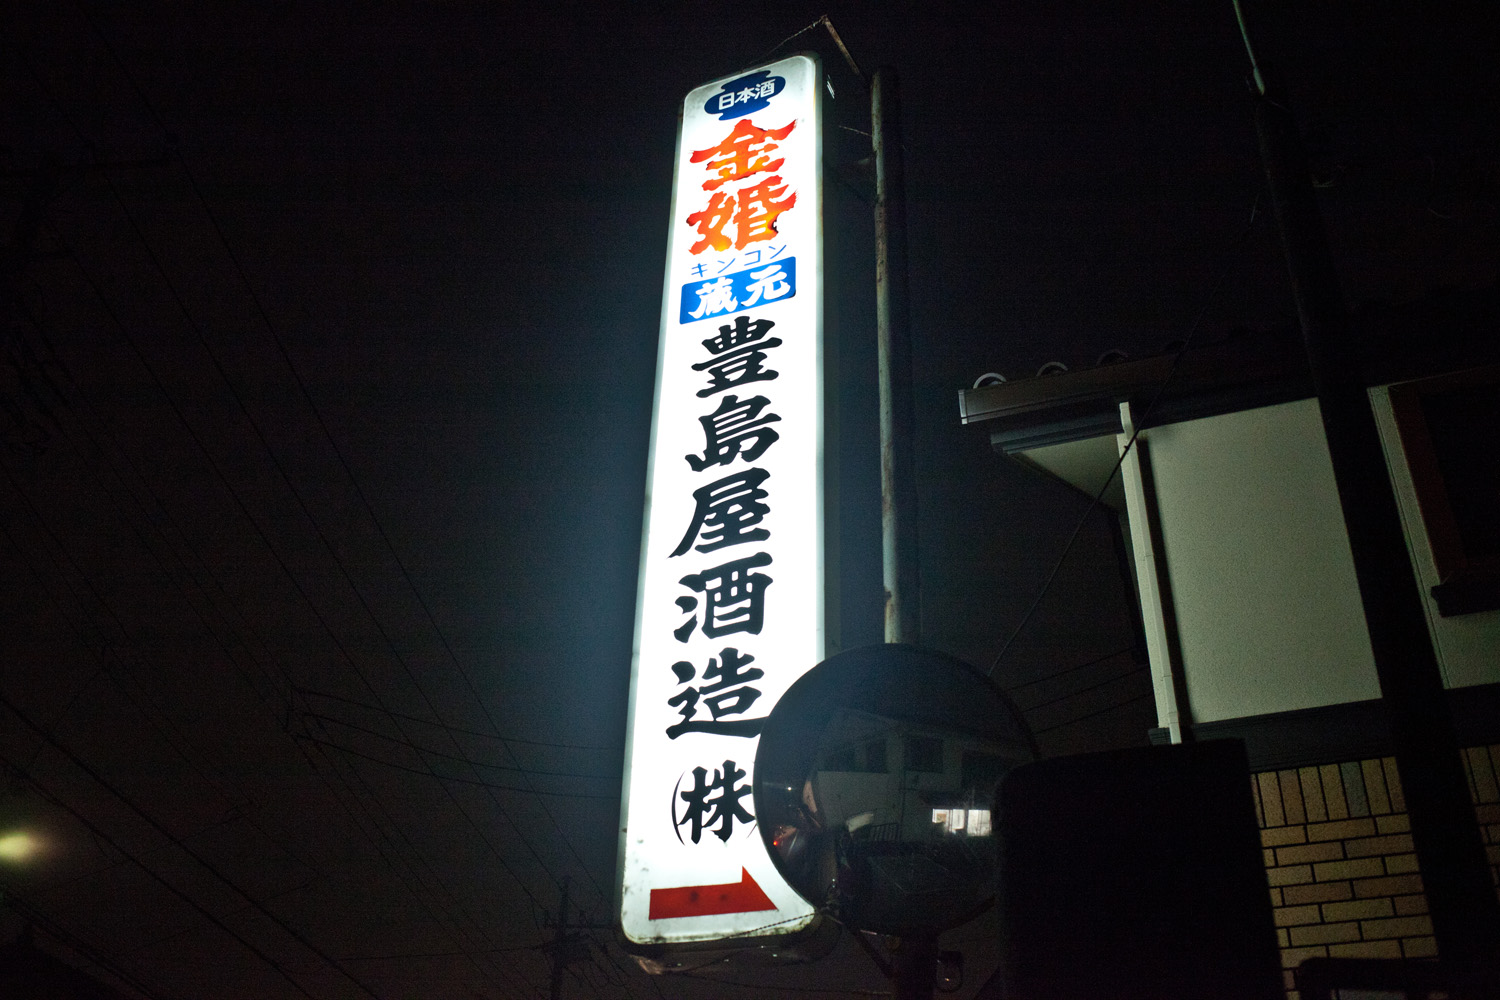 日本酒
金婚
キンコン
蔵元
豊島屋酒造
(株)